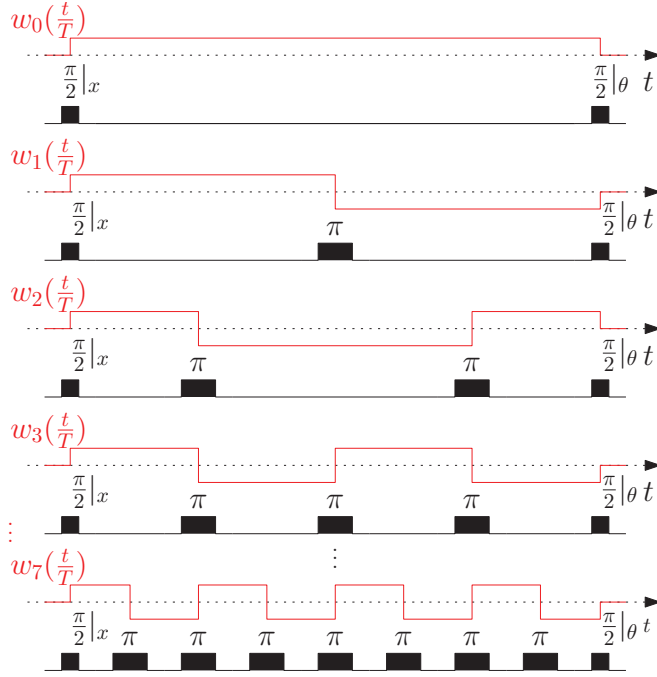 w₀(t/T)
π/2|x π/2|θ t
w₁(t/T)
π/2|x π π/2|θ t
w₂(t/T)
π/2|x π π π/2|θ t
w₃(t/T)
π/2|x π π π π/2|θ t
⋮ ⋮
w₇(t/T)
π/2|x π π π π π π π π/2|θ t